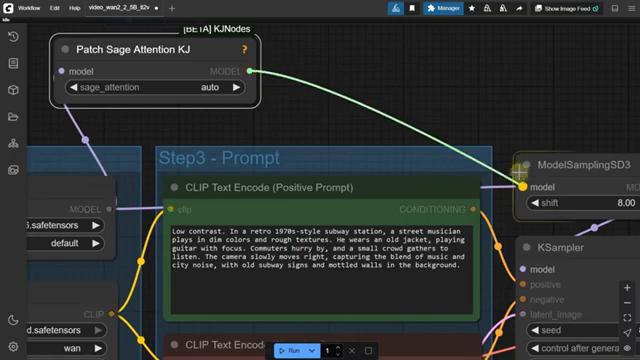 Workflow Edit Help
video_wan2_2_5B_ti2v
Manager
Share
Show Image Feed
Idle
[BETA] KJNodes
Patch Sage Attention KJ
?
model MODEL
sage_attention auto
Step3 - Prompt
CLIP Text Encode (Positive Prompt)
clip CONDITIONING
Low contrast. In a retro 1970s-style subway station, a street musician
plays in dim colors and rough textures. He wears an old jacket, playing
guitar with focus. Commuters hurry by, and a small crowd gathers to
listen. The camera slowly moves right, capturing the blend of music and
city noise, with old subway signs and mottled walls in the background.
MODEL
6.safetensors
default
CLIP
d.safetensors
wan
ModelSamplingSD3
model
shift 8.00
KSampler
model
positive
negative
latent_image
seed
control after genera
CLIP Text Encode
Run 1